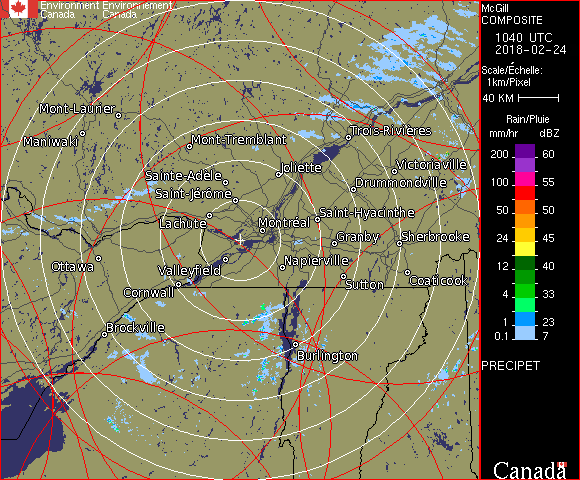 Environment Environnement
Canada Canada
Mont-Laurier
Maniwaki
Mont-Tremblant
Trois-Rivières
Joliette
Victoriaville
Sainte-Adèle
Drummondville
Saint-Jérôme
Saint-Hyacinthe
Lachute
Montréal
Granby
Sherbrooke
Ottawa
Valleyfield
Napierville
Sutton
Coaticook
Cornwall
Brockville
Burlington
McGill
COMPOSITE
1040 UTC
2018-02-24
Scale/Échelle:
1km/Pixel
40 KM
Rain/Pluie
mm/hr dBZ
200 60
150 57
100 55
50 50
24 45
12 40
4 33
1 23
0.1 7
PRECIPET
Canada